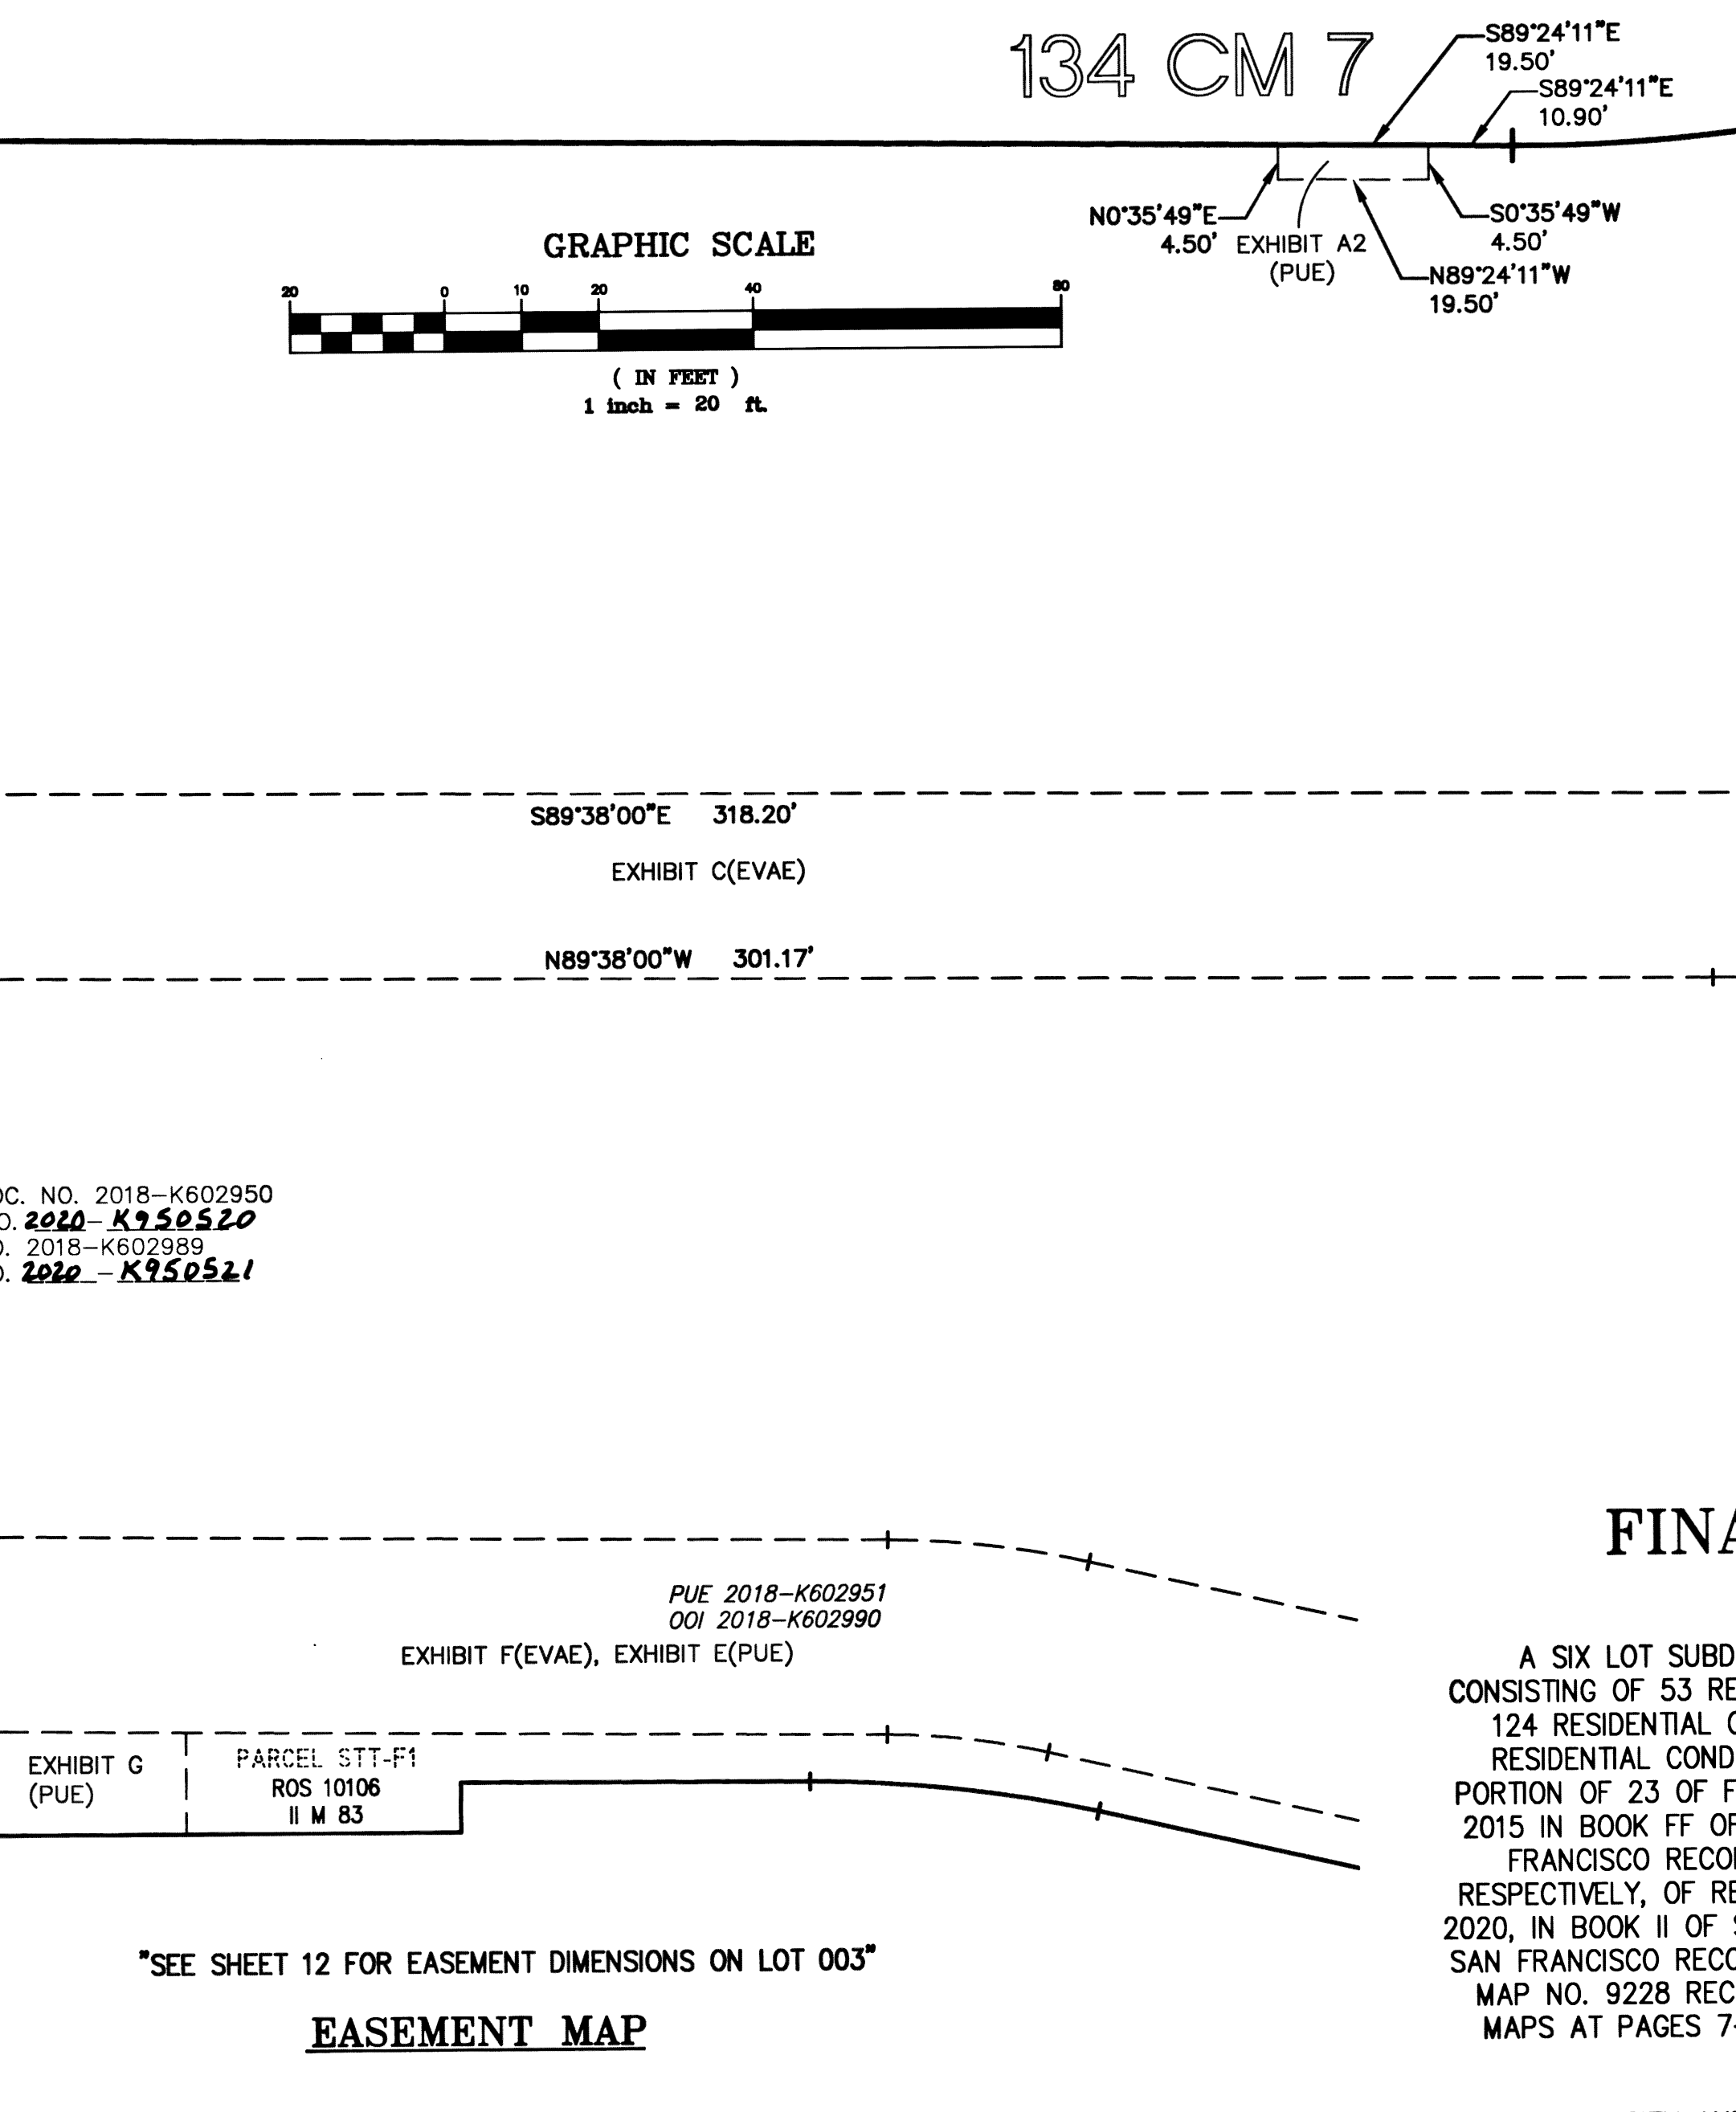 134 CM 7
S89°24'11"E
19.50'
S89°24'11"E
10.90'
N0°35'49"E
4.50'
EXHIBIT A2
(PUE)
S0°35'49"W
4.50'
N89°24'11"W
19.50'
GRAPHIC SCALE
20 0 10 20 40 80
( IN FEET )
1 inch = 20 ft.
S89°38'00"E 318.20'
EXHIBIT C(EVAE)
N89°38'00"W 301.17'
OC. NO. 2018-K602950
O. 2020-K950520
O. 2018-K602989
O. 2020-K950521
PUE 2018-K602951
OOI 2018-K602990
EXHIBIT F(EVAE), EXHIBIT E(PUE)
EXHIBIT G
(PUE)
PARCEL STT-F1
ROS 10106
II M 83
"SEE SHEET 12 FOR EASEMENT DIMENSIONS ON LOT 003"
EASEMENT MAP
FINA
A SIX LOT SUBD
CONSISTING OF 53 RE
124 RESIDENTIAL C
RESIDENTIAL COND
PORTION OF 23 OF F
2015 IN BOOK FF OF
FRANCISCO RECO
RESPECTIVELY, OF RE
2020, IN BOOK II OF S
SAN FRANCISCO RECO
MAP NO. 9228 REC
MAPS AT PAGES 7-